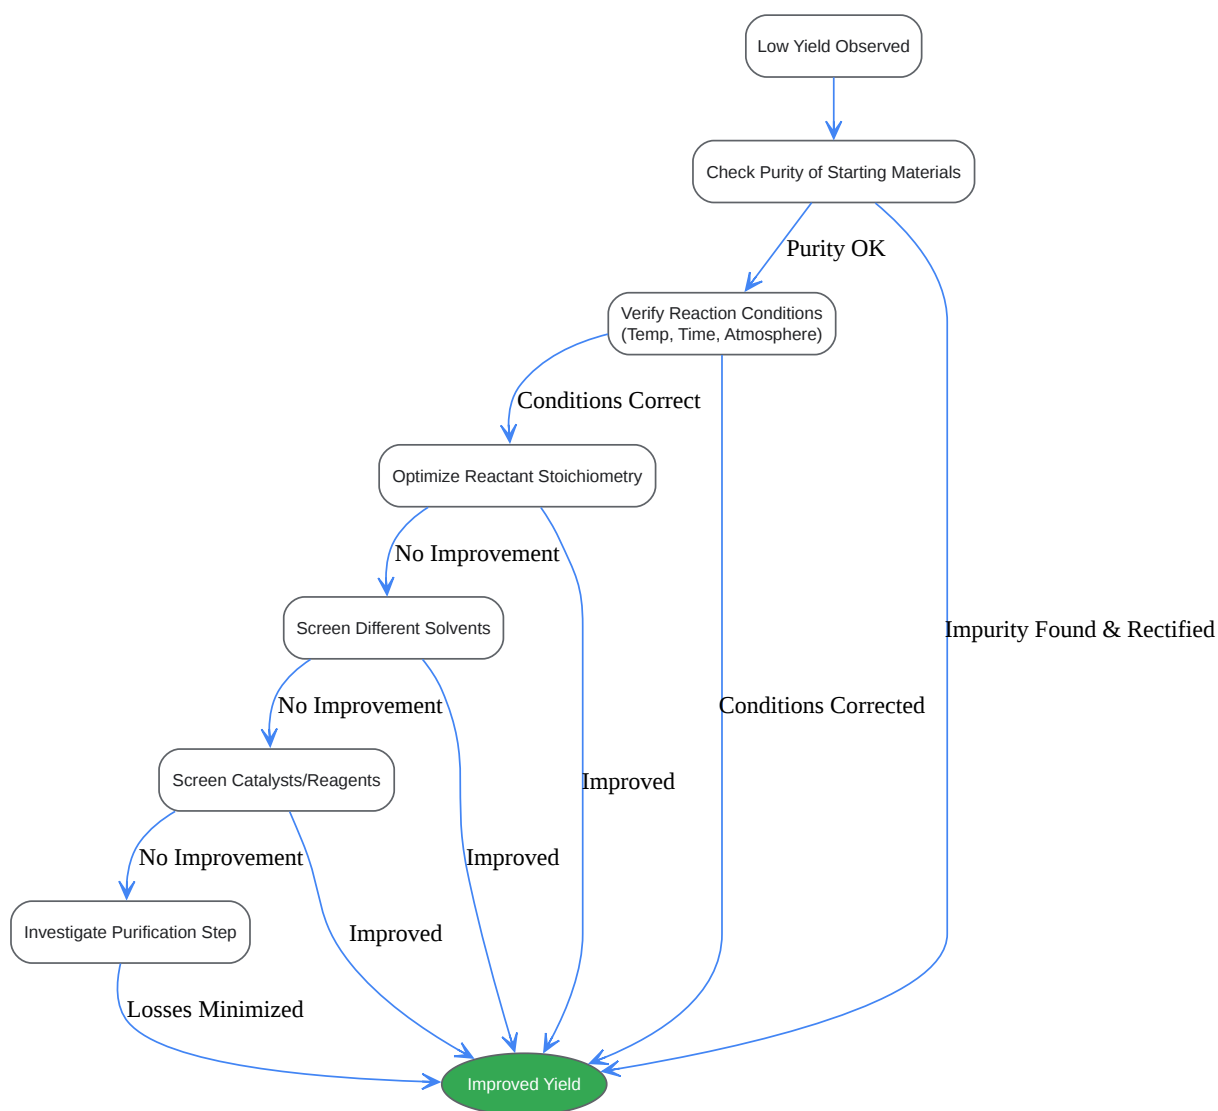 Low Yield Observed
Check Purity of Starting Materials
Purity OK
Verify Reaction Conditions
(Temp, Time, Atmosphere)
Conditions Correct
Optimize Reactant Stoichiometry
No Improvement
Screen Different Solvents
Impurity Found & Rectified
No Improvement
Conditions Corrected
Screen Catalysts/Reagents
Improved
No Improvement
Improved
Investigate Purification Step
Improved
Losses Minimized
Improved Yield